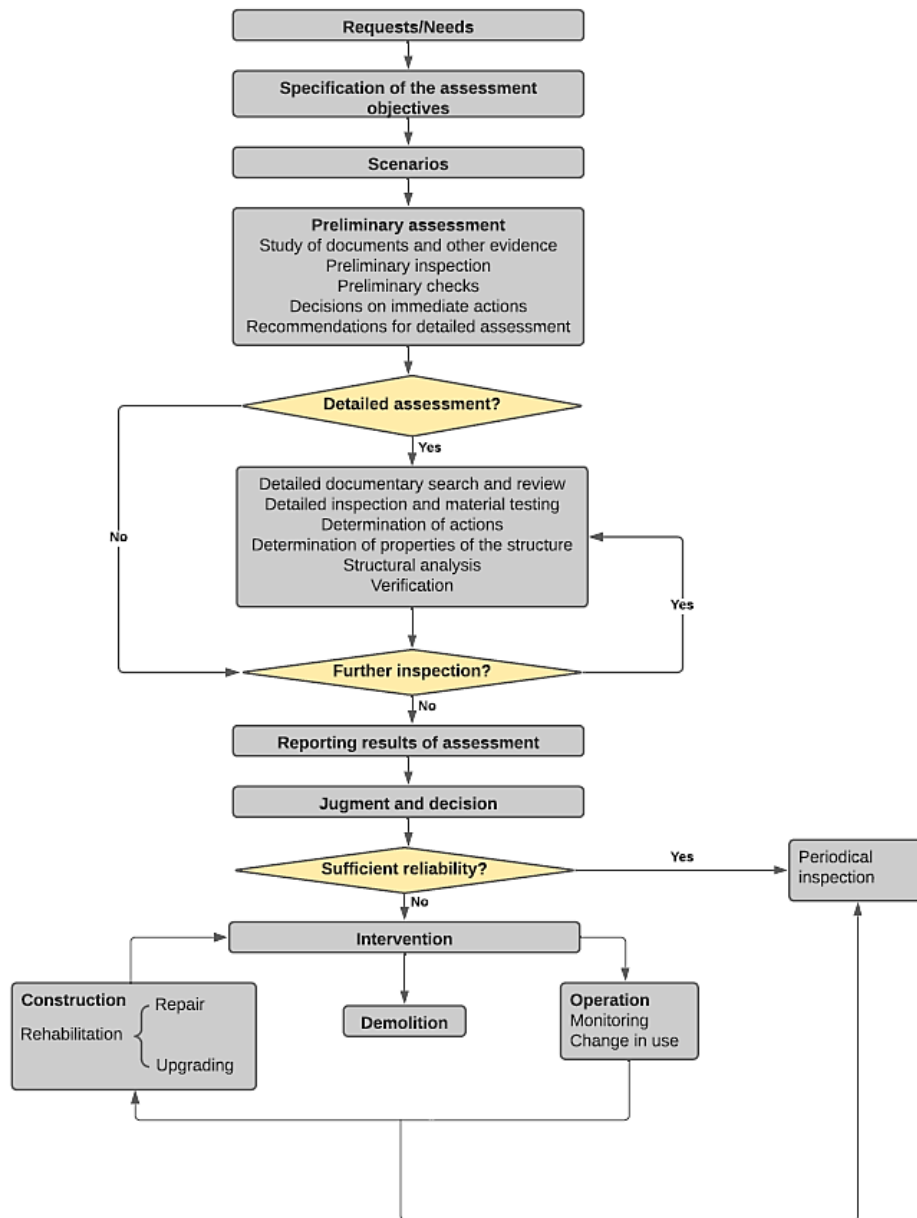 Requests/Needs
Specification of the assessment
objectives
Scenarios
Preliminary assessment
Study of documents and other evidence
Preliminary inspection
Preliminary checks
Decisions on immediate actions
Recommendations for detailed assessment
Detailed assessment?
Yes
No
Detailed documentary search and review
Detailed inspection and material testing
Determination of actions
Determination of properties of the structure
Structural analysis
Verification
Yes
Further inspection?
No
Reporting results of assessment
Jugment and decision
Sufficient reliability?
Yes
No
Periodical
inspection
Intervention
Construction
Repair
Rehabilitation
Upgrading
Demolition
Operation
Monitoring
Change in use